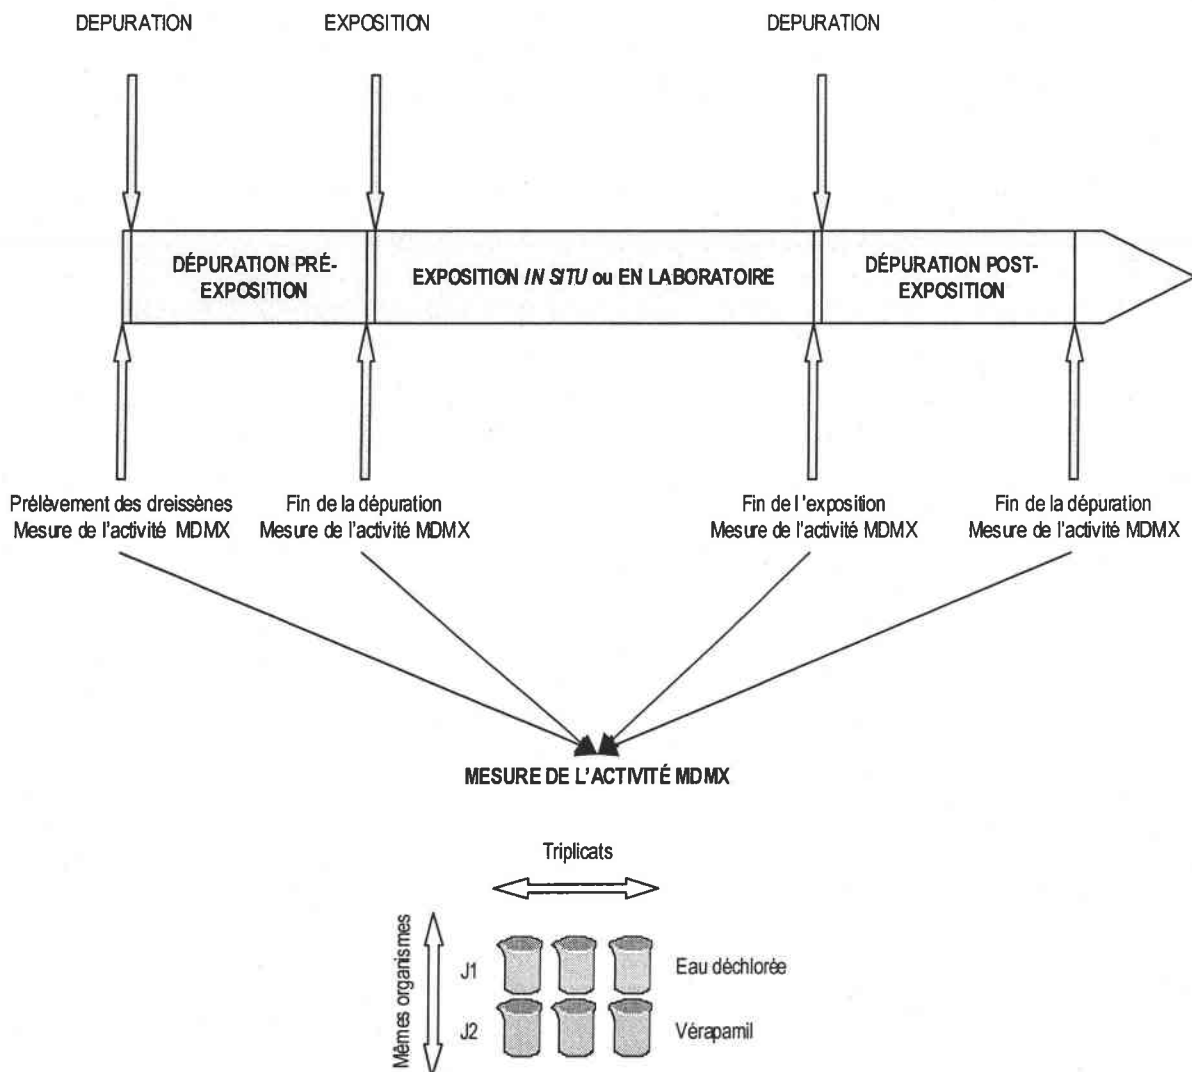 DEPURATION
EXPOSITION
DEPURATION
DÉPURATION PRÉ-
EXPOSITION
EXPOSITION IN SITU ou EN LABORATOIRE
DÉPURATION POST-
EXPOSITION
Prélèvement des dreissènes
Mesure de l'activité MDMX
Fin de la dépuration
Mesure de l'activité MDMX
Fin de l'exposition
Mesure de l'activité MDMX
Fin de la dépuration
Mesure de l'activité MDMX
MESURE DE L'ACTIVITÉ MDMX
Triplicats
Mêmes organismes
J1
Eau déchlorée
J2
Vérapamil